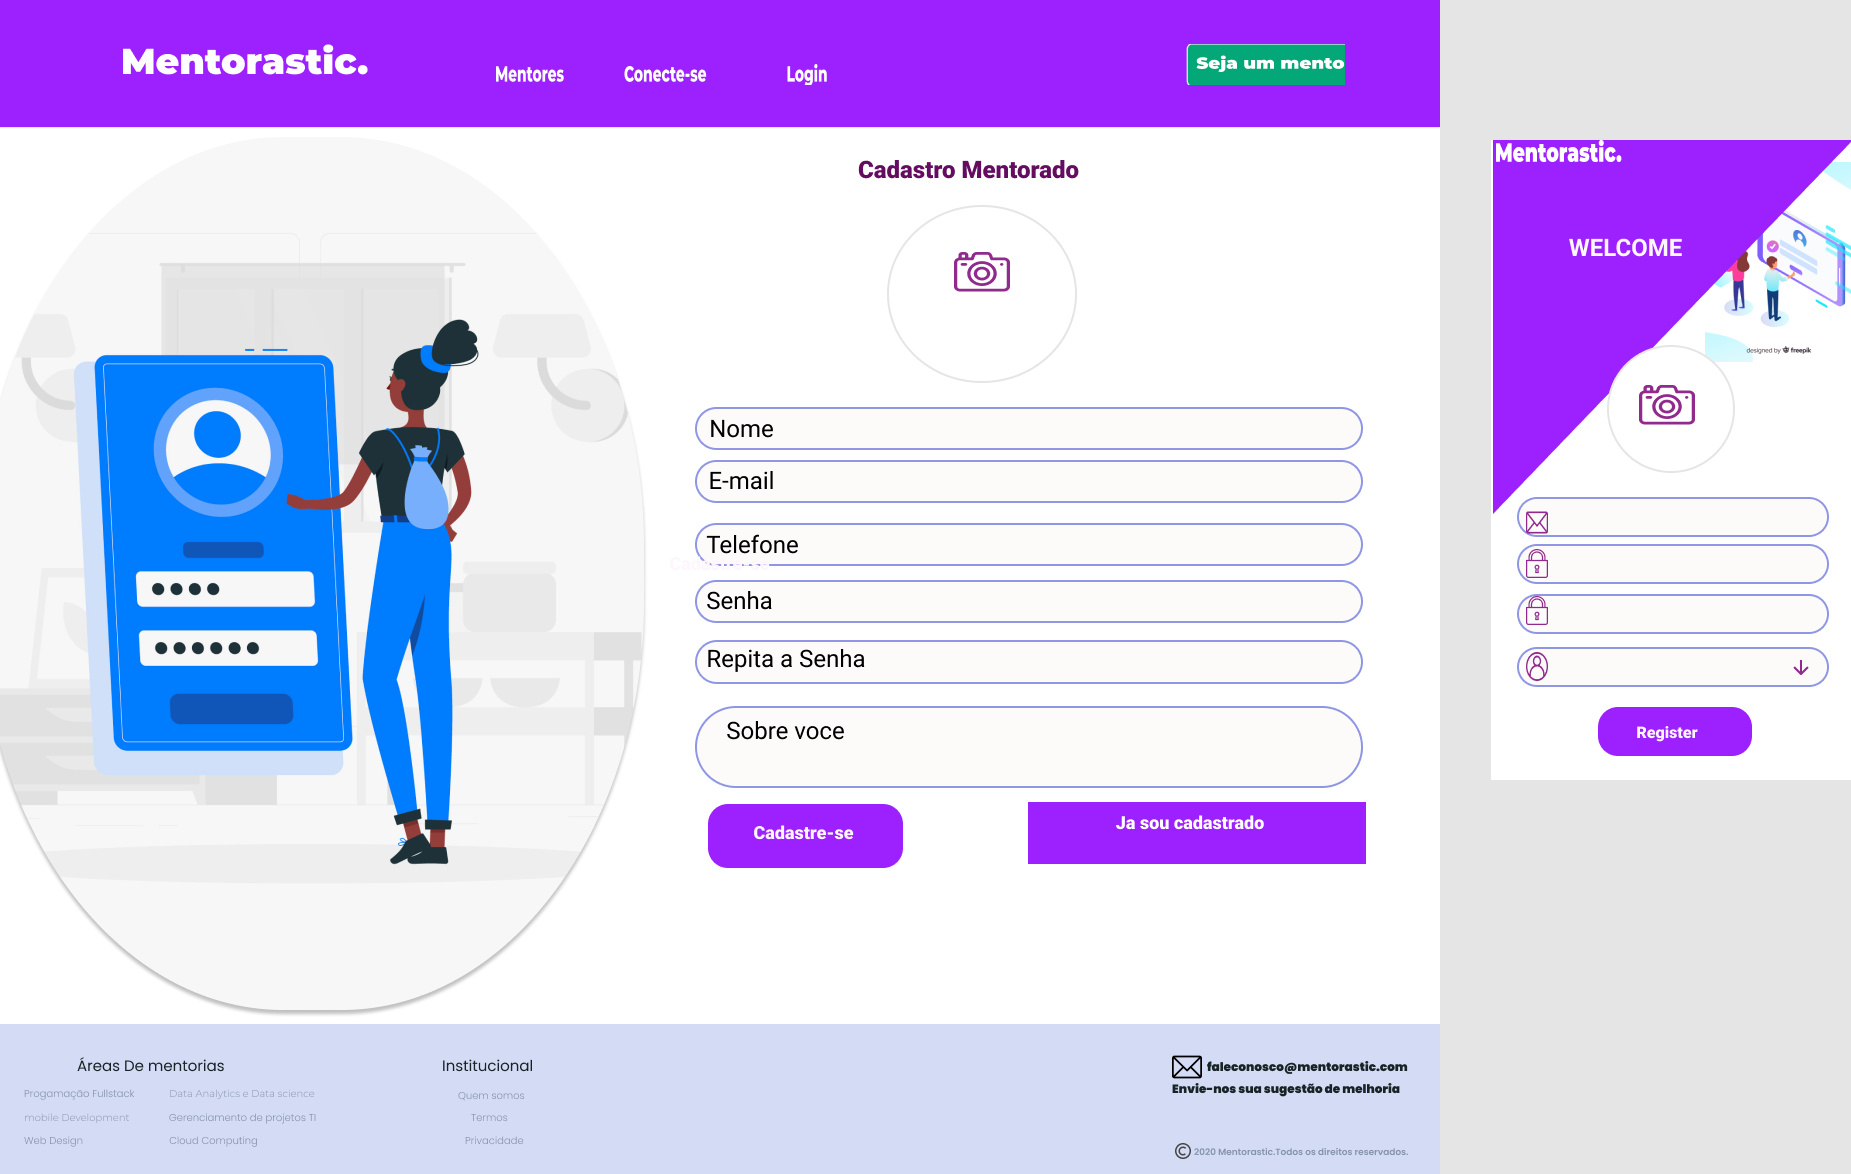 Mentorastic.
Mentores Conecte-se Login
Seja um mento
Cadastro Mentorado
Nome
E-mail
Telefone
Senha
Repita a Senha
Sobre voce
Cadastre-se
Ja sou cadastrado
Áreas De mentorias
Progamação Fullstack
Data Analytics e Data science
mobile Development
Gerenciamento de projetos TI
Web Design
Cloud Computing
Institucional
Quem somos
Termos
Privacidade
faleconosco@mentorastic.com
Envie-nos sua sugestão de melhoria
© 2020 Mentorastic.Todos os direitos reservados.
Mentorastic.
WELCOME
designed by freepik
Register